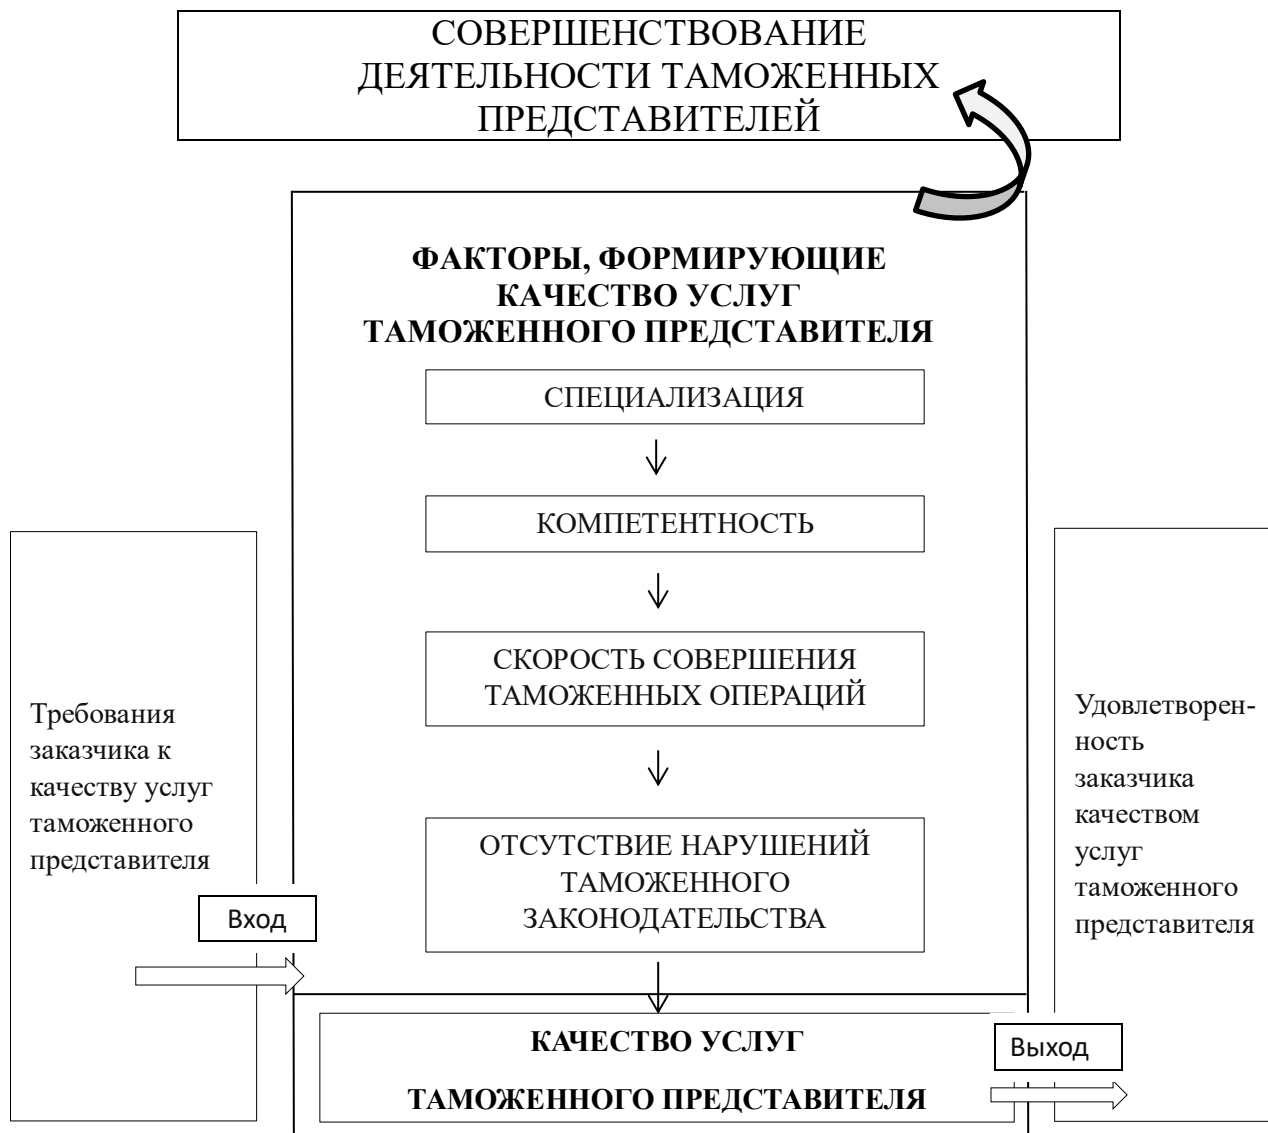 СОВЕРШЕНСТВОВАНИЕ
ДЕЯТЕЛЬНОСТИ ТАМОЖЕННЫХ
ПРЕДСТАВИТЕЛЕЙ
ФАКТОРЫ, ФОРМИРУЮЩИЕ
КАЧЕСТВО УСЛУГ
ТАМОЖЕННОГО ПРЕДСТАВИТЕЛЯ
СПЕЦИАЛИЗАЦИЯ
КОМПЕТЕНТНОСТЬ
СКОРОСТЬ СОВЕРШЕНИЯ
ТАМОЖЕННЫХ ОПЕРАЦИЙ
ОТСУТСТВИЕ НАРУШЕНИЙ
ТАМОЖЕННОГО
ЗАКОНОДАТЕЛЬСТВА
Требования
заказчика к
качеству услуг
таможенного
представителя
Вход
КАЧЕСТВО УСЛУГ
ТАМОЖЕННОГО ПРЕДСТАВИТЕЛЯ
Выход
Удовлетворен-
ность
заказчика
качеством
услуг
таможенного
представителя